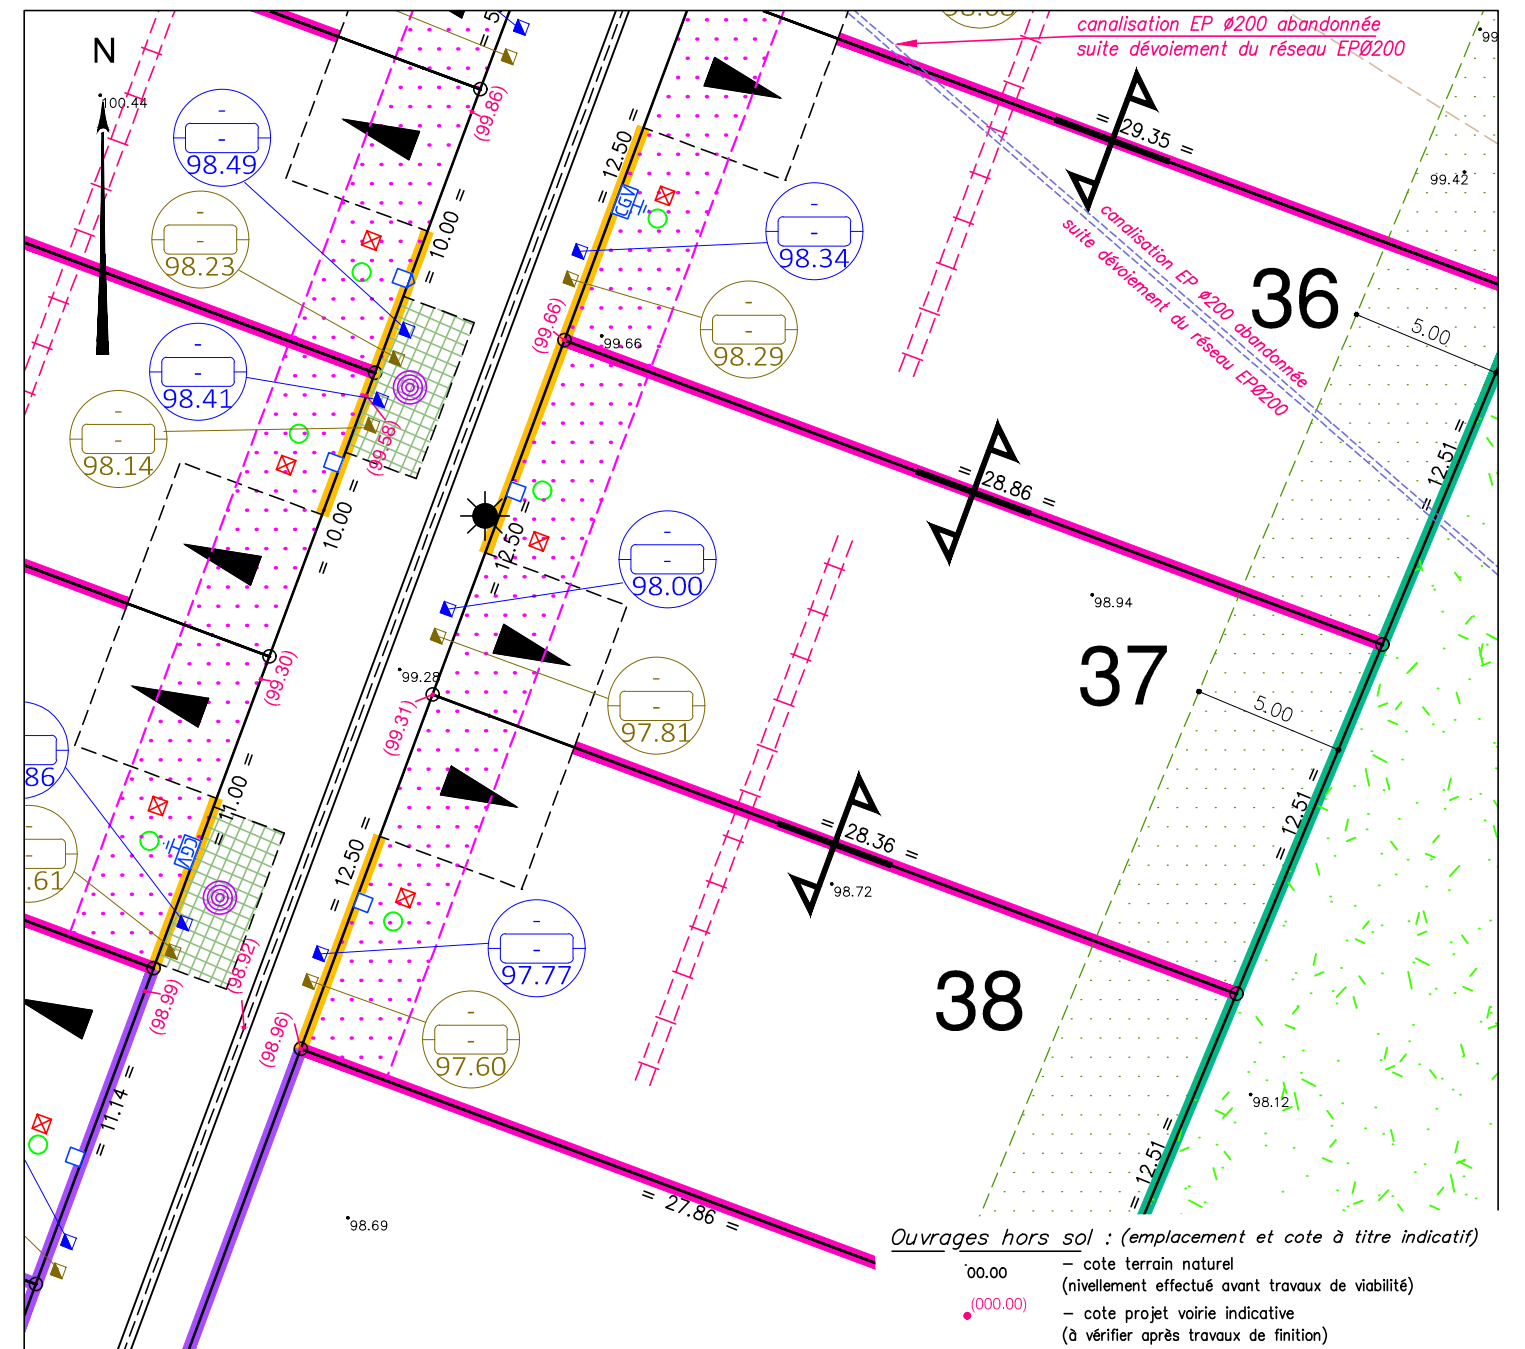 98.68
canalisation EP ø200 abandonnée
suite dévoiement du réseau EPØ200
99
N
100.44
(99.86)
= 29.35 =
= 12.50 =
98.49
-
-
99.42
CGV
98.34
-
-
= 10.00 =
canalisation EP ø200 abandonnée
suite dévoiement du réseau EPØ200
98.23
-
-
36
5.00
(99.66)
99.66
98.29
-
-
98.41
-
-
98.14
-
-
(99.58)
= 12.51 =
= 28.86 =
= 10.00 =
= 12.50 =
98.00
-
-
98.94
37
(99.30)
99.28
(99.31)
97.81
-
-
5.00
86
= 11.00 =
= 12.51 =
= 28.36 =
= 12.50 =
CGV
.61
98.72
(98.92)
97.77
-
-
38
(98.99)
(98.96)
97.60
-
-
= 11.14 =
98.12
= 12.51 =
= 27.86 =
98.69
Ouvrages hors sol : (emplacement et cote à titre indicatif)
00.00 - cote terrain naturel
(nivellement effectué avant travaux de viabilité)
(000.00) - cote projet voirie indicative
(à vérifier après travaux de finition)